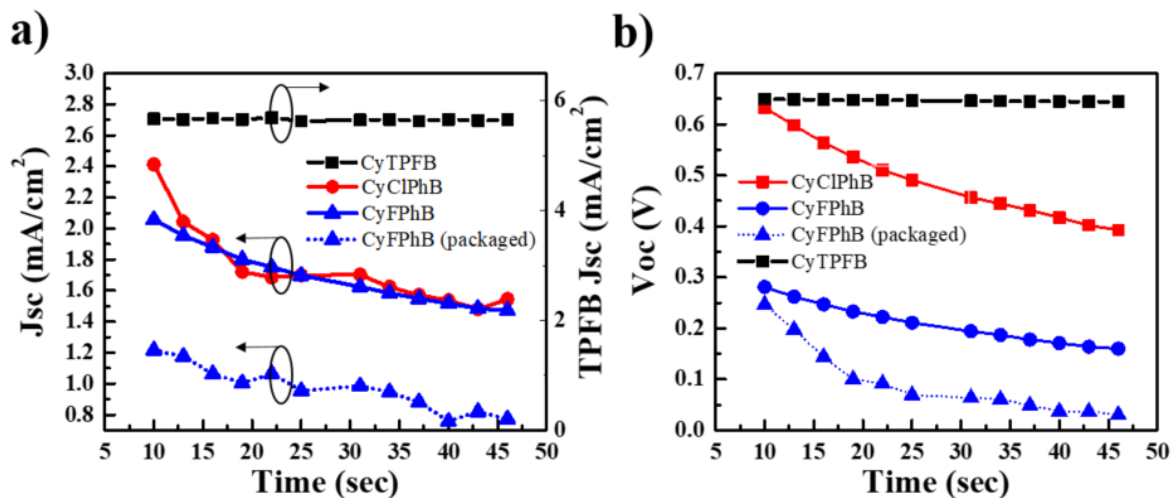 a)
Jsc (mA/cm²)
3.0
2.8
2.6
2.4
2.2
2.0
1.8
1.6
1.4
1.2
1.0
0.8
CyTPFB
CyClPhB
CyFPhB
CyFPhB (packaged)
6
4
2
0
TPFB Jsc (mA/cm²)
5 10 15 20 25 30 35 40 45 50
Time (sec)
b)
Voc (V)
0.7
0.6
0.5
0.4
0.3
0.2
0.1
0.0
CyClPhB
CyFPhB
CyFPhB (packaged)
CyTPFB
5 10 15 20 25 30 35 40 45 50
Time (sec)